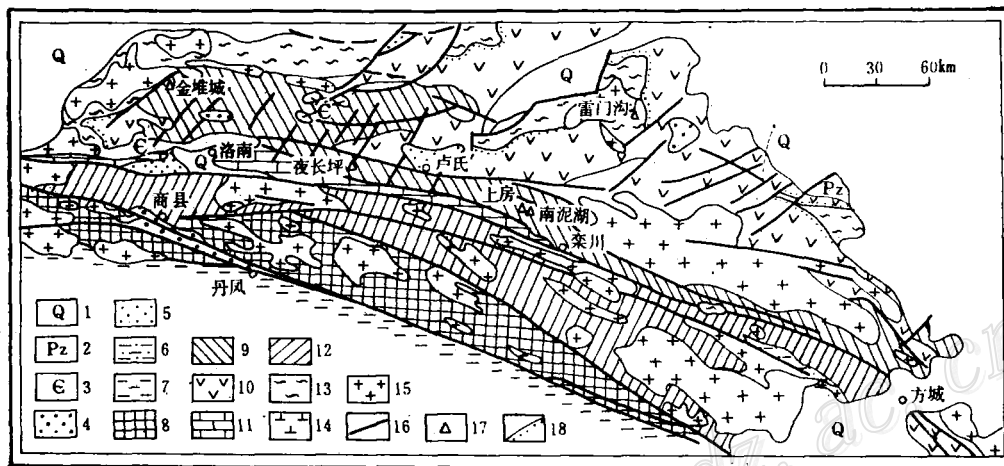 Q
0 30 60km
金堆城
Q
雷门沟
Є
Q
Є
洛南
Q
夜长坪
卢氏
Pz
上房
商县
南泥湖
栾川
丹凤
Q 1 5
Pz 2 6 9 12
Є 3 7 10 13 15
4 8 11 14 16 17 18
方城
Q